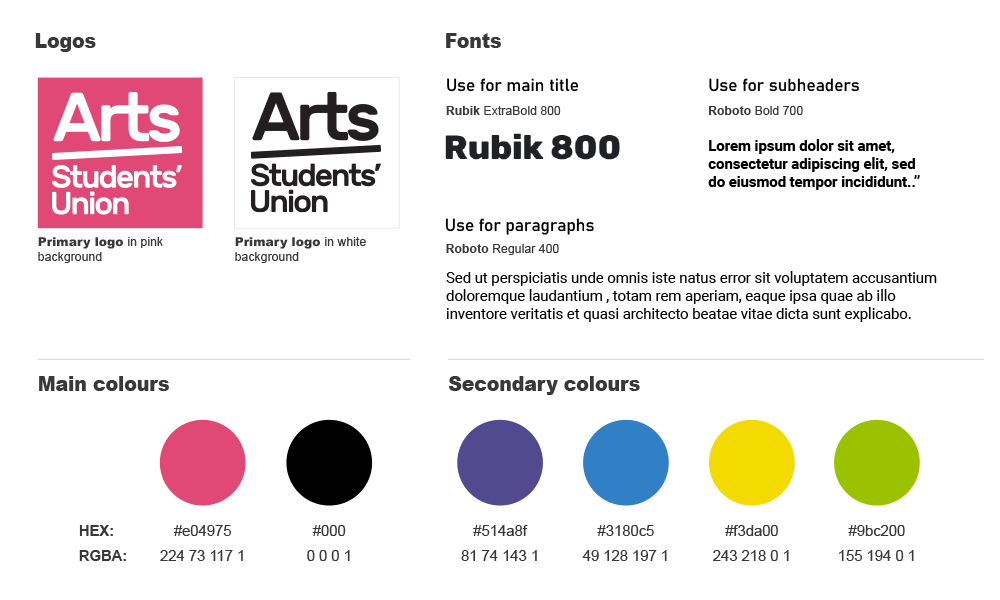 Logos
Arts
Students’
Union
Primary logo in pink
background
Arts
Students’
Union
Primary logo in white
background
Fonts
Use for main title
Rubik ExtraBold 800
Rubik 800
Use for subheaders
Roboto Bold 700
Lorem ipsum dolor sit amet,
consectetur adipiscing elit, sed
do eiusmod tempor incididunt..”
Use for paragraphs
Roboto Regular 400
Sed ut perspiciatis unde omnis iste natus error sit voluptatem accusantium
doloremque laudantium , totam rem aperiam, eaque ipsa quae ab illo
inventore veritatis et quasi architecto beatae vitae dicta sunt explicabo.
Main colours
HEX: #e04975 #000
RGBA: 224 73 117 1 0 0 0 1
Secondary colours
#514a8f #3180c5 #f3da00 #9bc200
81 74 143 1 49 128 197 1 243 218 0 1 155 194 0 1